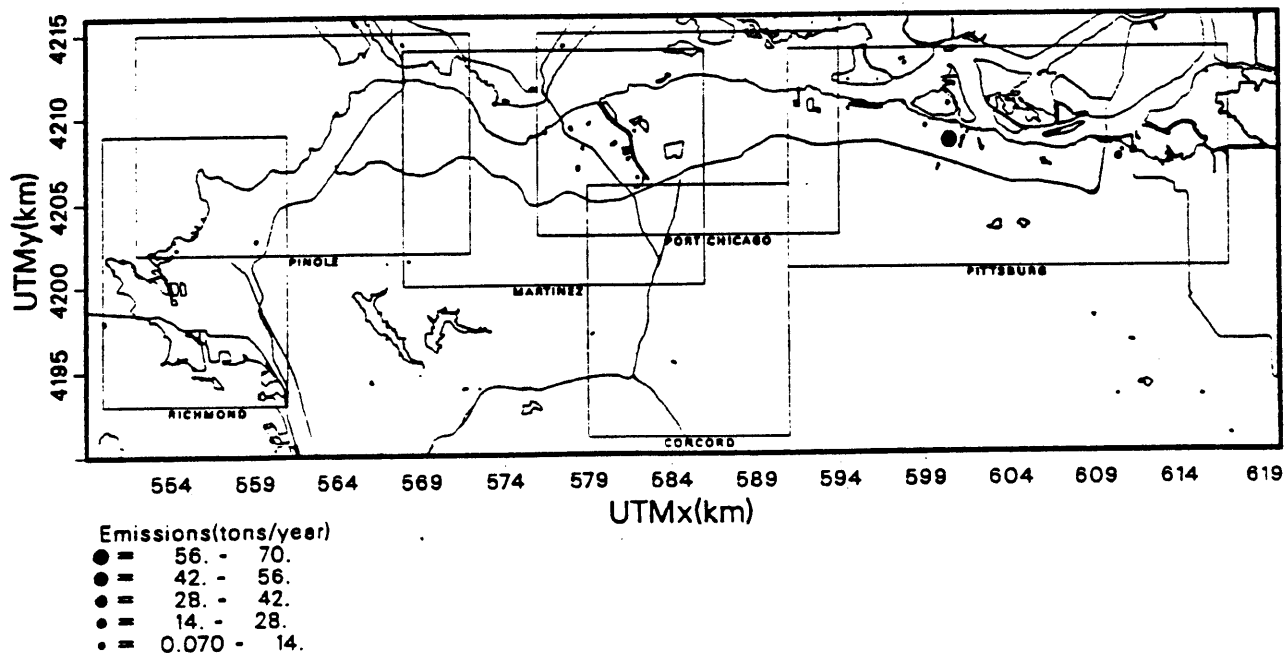 4215
4210
4205
4200
4195
UTMy(km)
PINOLE
MARTINEZ
PORT CHICAGO
PITTSBURG
RICHMOND
CORCORD
554 559 564 569 574 579 684 589 594 599 604 609 614 619
UTMx(km)
Emissions(tons/year)
= 56. - 70.
= 42. - 56.
= 28. - 42.
= 14. - 28.
= 0.070 - 14.